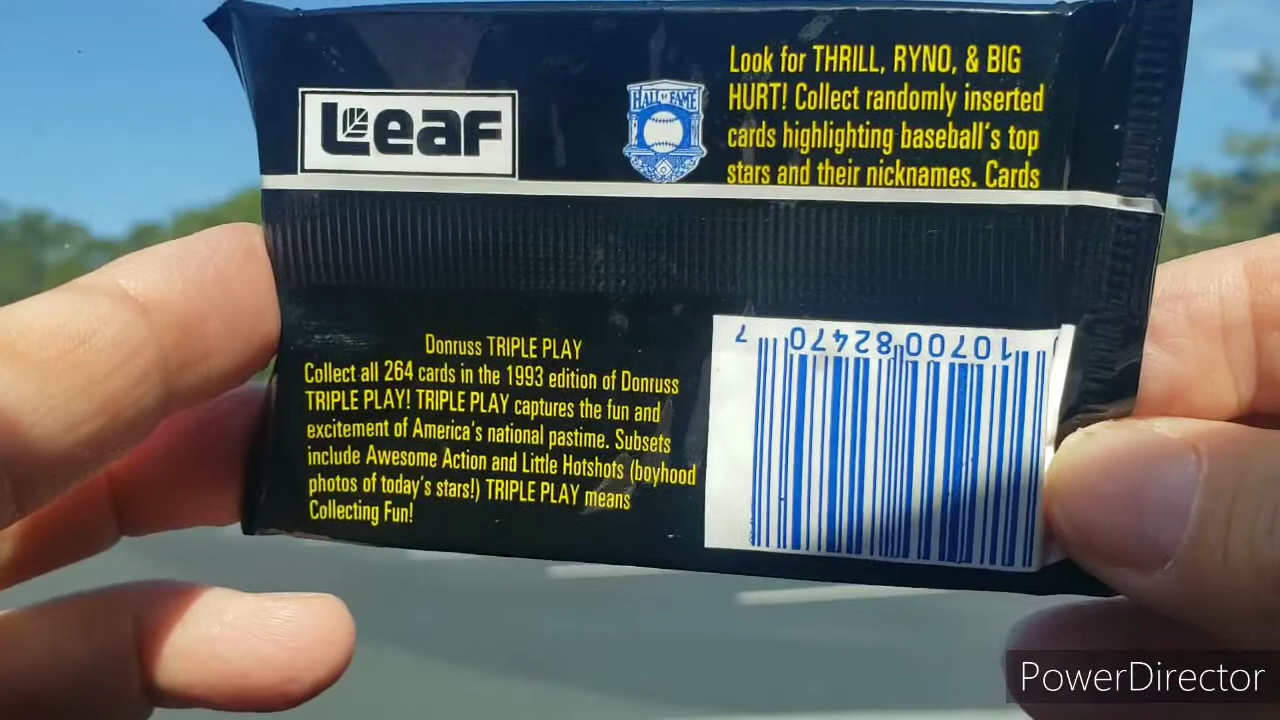 Leaf
HALL OF FAME
Look for THRILL, RYNO, & BIG
HURT! Collect randomly inserted
cards highlighting baseball's top
stars and their nicknames. Cards
Donruss TRIPLE PLAY
Collect all 264 cards in the 1993 edition of Donruss
TRIPLE PLAY! TRIPLE PLAY captures the fun and
excitement of America's national pastime. Subsets
include Awesome Action and Little Hotshots (boyhood
photos of today's stars!) TRIPLE PLAY means
Collecting Fun!
0 10700 82470 7
PowerDirector